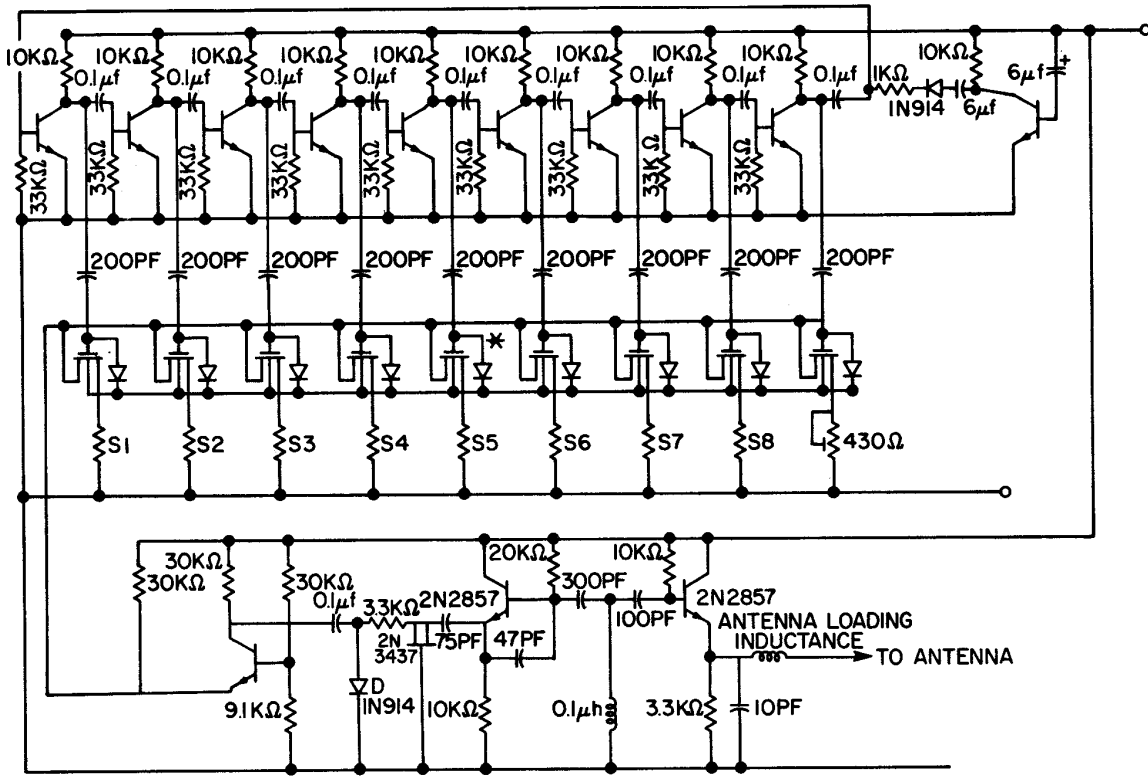 10KΩ 10KΩ 10KΩ 10KΩ 10KΩ 10KΩ 10KΩ 10KΩ 10KΩ 10KΩ
0.1μf 0.1μf 0.1μf 0.1μf 0.1μf 0.1μf 0.1μf 0.1μf 0.1μf
1KΩ
IN914
6μf
6μf
+
33KΩ 33KΩ 33KΩ 33KΩ 33KΩ 33KΩ 33KΩ 33KΩ 33KΩ
200PF 200PF 200PF 200PF 200PF 200PF 200PF 200PF 200PF
*
S1 S2 S3 S4 S5 S6 S7 S8 430Ω
30KΩ
30KΩ
30KΩ
0.1μf
3.3KΩ
2N2857
20KΩ
300PF
10KΩ
100PF
2N2857
2N
3437
75PF
47PF
ANTENNA LOADING
INDUCTANCE
TO ANTENNA
D
IN914
9.1KΩ
10KΩ
0.1μh
3.3KΩ
10PF